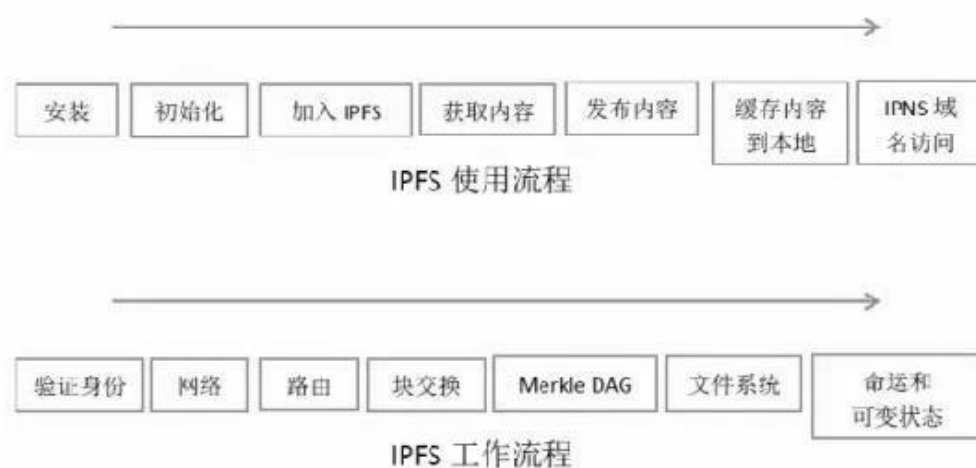 安装
初始化
加入 IPFS
获取内容
发布内容
缓存内容
到本地
IPNS 域
名访问
IPFS 使用流程
验证身份
网络
路由
块交换
Merkle DAG
文件系统
命运和
可变状态
IPFS 工作流程